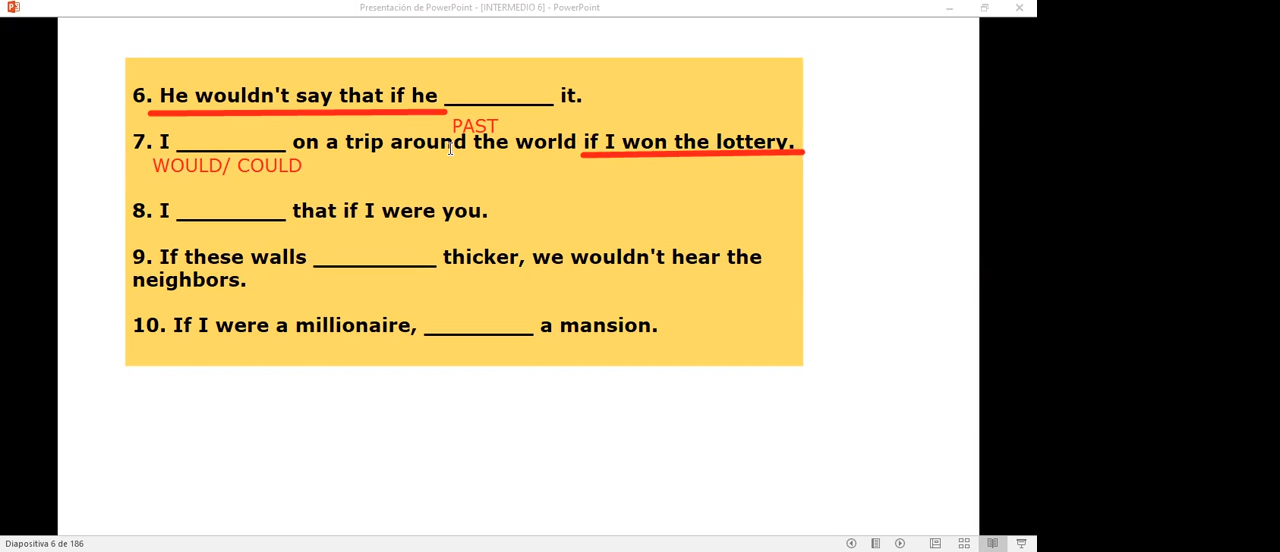 Presentación de PowerPoint - [INTERMEDIO 6] - PowerPoint
6. He wouldn't say that if he __________ it.
PAST
7. I __________ on a trip around the world if I won the lottery.
WOULD/ COULD
8. I __________ that if I were you.
9. If these walls ___________ thicker, we wouldn't hear the
neighbors.
10. If I were a millionaire, __________ a mansion.
Diapositiva 6 de 186